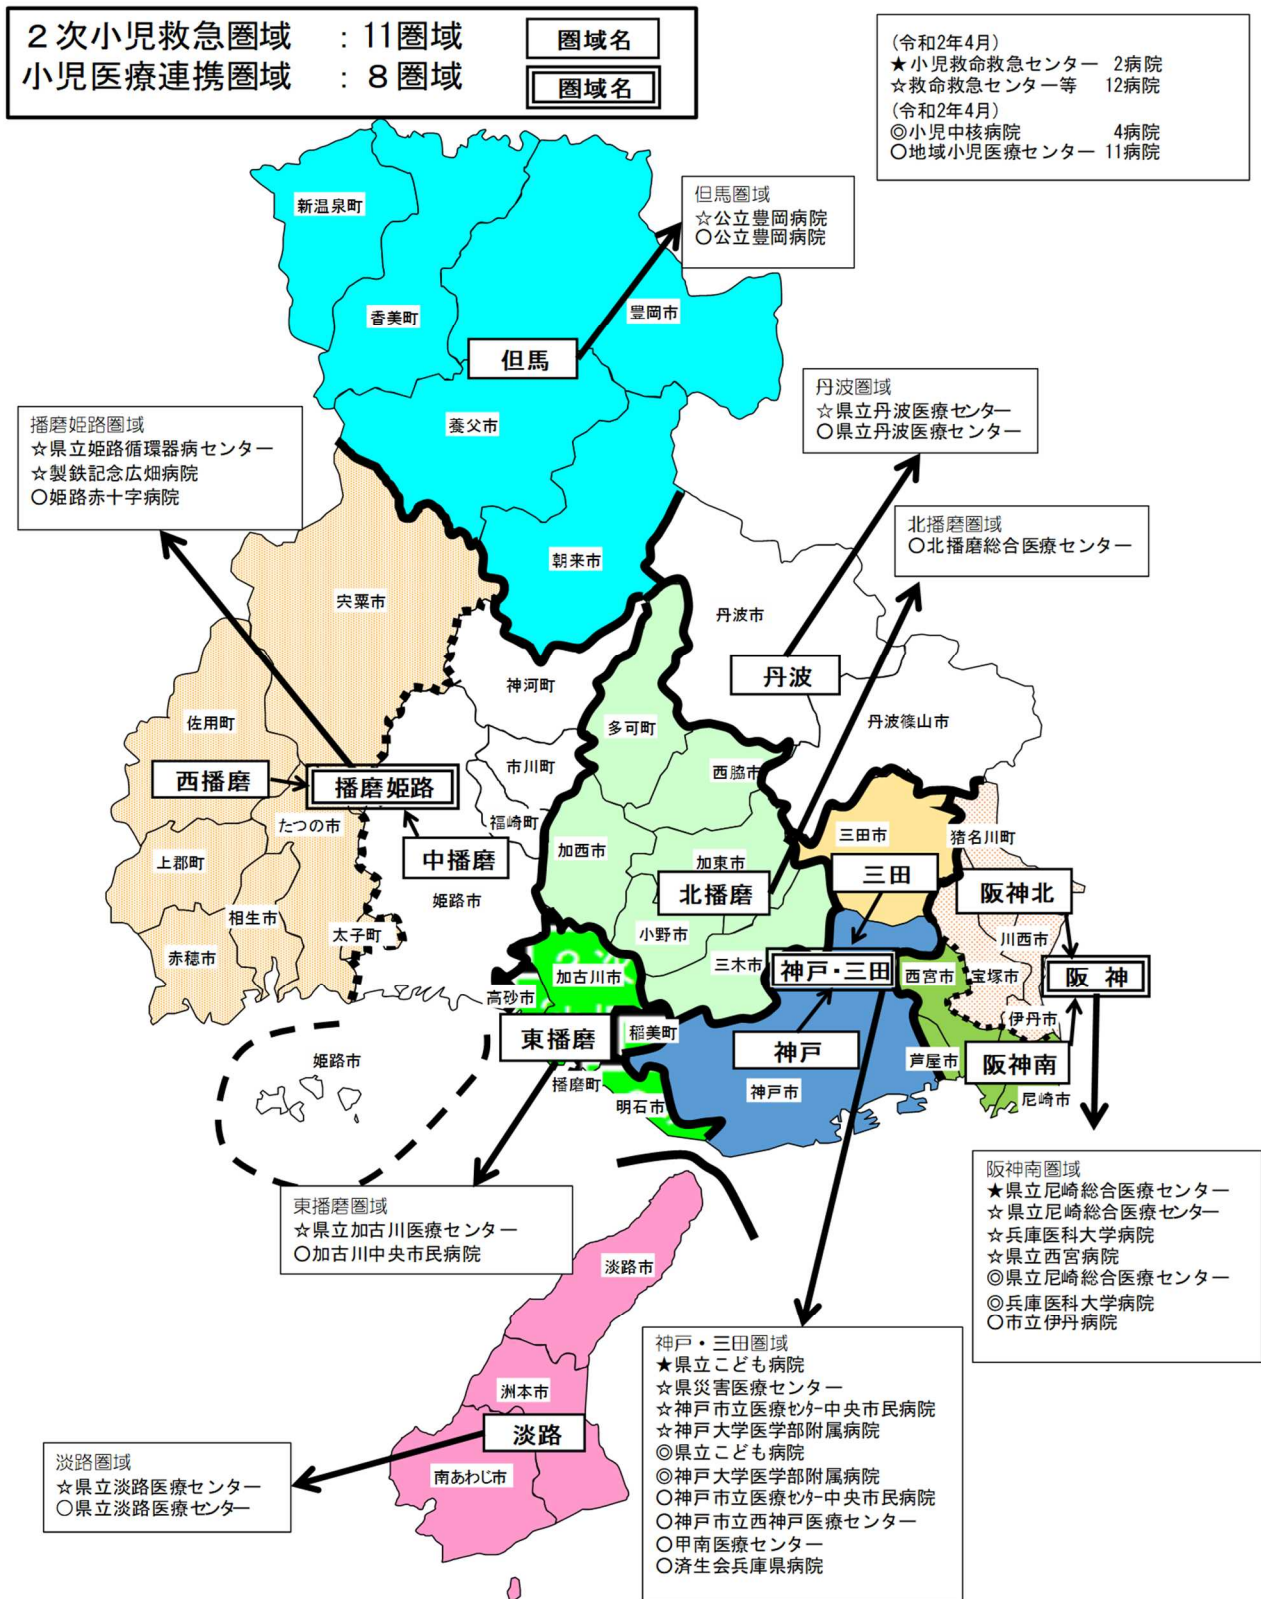 2次小児救急圏域 : 11圏域 圏域名
小児医療連携圏域 : 8圏域 圏域名
(令和2年4月)
★小児救命救急センター 2病院
☆救命救急センター等 12病院
(令和2年4月)
◎小児中核病院 4病院
○地域小児医療センター 11病院
但馬圏域
☆公立豊岡病院
○公立豊岡病院
新温泉町
香美町
豊岡市
但馬
養父市
朝来市
丹波圏域
☆県立丹波医療センター
○県立丹波医療センター
播磨姫路圏域
☆県立姫路循環器病センター
☆製鉄記念広畑病院
○姫路赤十字病院
北播磨圏域
○北播磨総合医療センター
宍粟市
丹波市
神河町
丹波
佐用町
多可町
丹波篠山市
西播磨
播磨姫路
市川町
西脇市
たつの市
福崎町
三田市
猪名川町
上郡町
中播磨
加西市
加東市
三田
姫路市
北播磨
阪神北
相生市
太子町
小野市
川西市
赤穂市
加古川市
三木市
神戸・三田
西宮市
宝塚市
阪神
高砂市
伊丹市
東播磨
稲美町
神戸
芦屋市
阪神南
姫路市
播磨町
神戸市
尼崎市
明石市
阪神南圏域
★県立尼崎総合医療センター
☆県立尼崎総合医療センター
☆兵庫医科大学病院
☆県立西宮病院
◎県立尼崎総合医療センター
◎兵庫医科大学病院
○市立伊丹病院
東播磨圏域
☆県立加古川医療センター
○加古川中央市民病院
淡路市
洲本市
淡路
南あわじ市
神戸・三田圏域
★県立こども病院
☆県災害医療センター
☆神戸市立医療センター中央市民病院
☆神戸大学医学部附属病院
◎県立こども病院
◎神戸大学医学部附属病院
○神戸市立医療センター中央市民病院
○神戸市立西神戸医療センター
○甲南医療センター
○済生会兵庫県病院
淡路圏域
☆県立淡路医療センター
○県立淡路医療センター